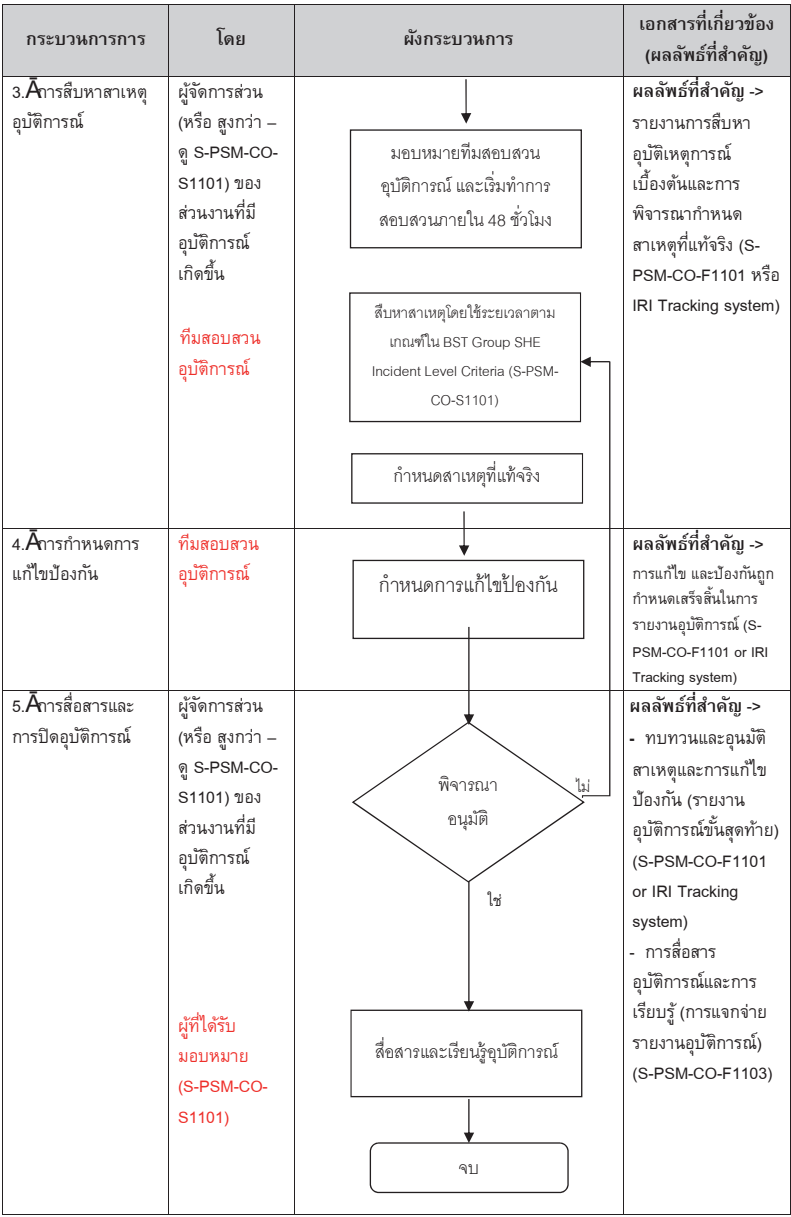 กระบวนการการ
โดย
ผังกระบวนการ
เอกสารที่เกี่ยวข้อง
(ผลลัพธ์ที่สำคัญ)
3.Āการสืบหาสาเหตุ
อุบัติการณ์
ผู้จัดการส่วน
(หรือ สูงกว่า –
ดู S-PSM-CO-
S1101) ของ
ส่วนงานที่มี
อุบัติการณ์
เกิดขึ้น
ทีมสอบสวน
อุบัติการณ์
มอบหมายทีมสอบสวน
อุบัติการณ์ และเริ่มทำการ
สอบสวนภายใน 48 ชั่วโมง
สืบหาสาเหตุโดยใช้ระยะเวลาตาม
เกณฑ์ใน BST Group SHE
Incident Level Criteria (S-PSM-
CO-S1101)
กำหนดสาเหตุที่แท้จริง
ผลลัพธ์ที่สำคัญ ->
รายงานการสืบหา
อุบัติเหตุการณ์
เบื้องต้นและการ
พิจารณากำหนด
สาเหตุที่แท้จริง (S-
PSM-CO-F1101 หรือ
IRI Tracking system)
4.Āการกำหนดการ
แก้ไขป้องกัน
ทีมสอบสวน
อุบัติการณ์
กำหนดการแก้ไขป้องกัน
ผลลัพธ์ที่สำคัญ ->
การแก้ไข และป้องกันถูก
กำหนดเสร็จสิ้นในการ
รายงานอุบัติการณ์ (S-
PSM-CO-F1101 or IRI
Tracking system)
5.Āการสื่อสารและ
การปิดอุบัติการณ์
ผู้จัดการส่วน
(หรือ สูงกว่า –
ดู S-PSM-CO-
S1101) ของ
ส่วนงานที่มี
อุบัติการณ์
เกิดขึ้น
ผู้ที่ได้รับ
มอบหมาย
(S-PSM-CO-
S1101)
พิจารณา
อนุมัติ
ไม่
ใช่
สื่อสารและเรียนรู้อุบัติการณ์
จบ
ผลลัพธ์ที่สำคัญ ->
- ทบทวนและอุนมัติ
สาเหตุและการแก้ไข
ป้องกัน (รายงาน
อุบัติการณ์ขั้นสุดท้าย)
(S-PSM-CO-F1101
or IRI Tracking
system)
- การสื่อสาร
อุบัติการณ์และการ
เรียบรู้ (การแจกจ่าย
รายงานอุบัติการณ์)
(S-PSM-CO-F1103)